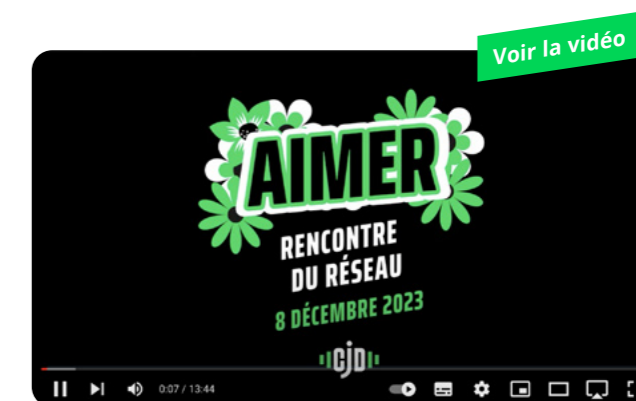 Voir la vidéo
AIMER
RENCONTRE
DU RÉSEAU
8 DÉCEMBRE 2023
CJD
0:07 / 13:44